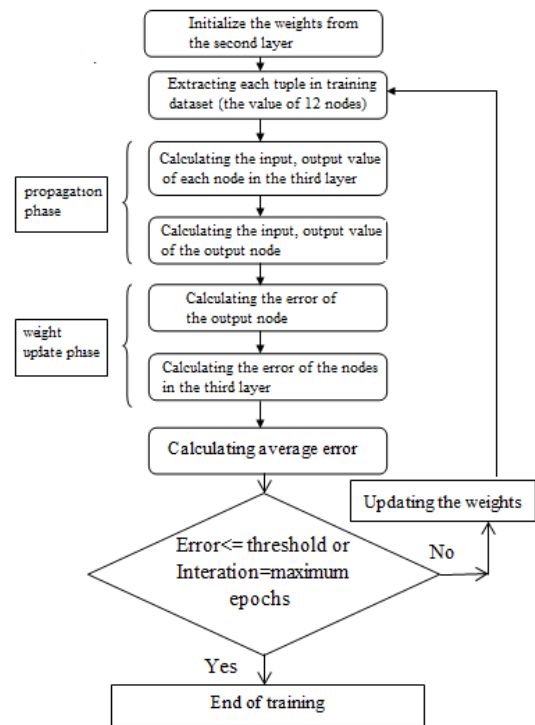 Initialize the weights from
the second layer
Extracting each tuple in training
dataset (the value of 12 nodes)
propagation
phase
Calculating the input, output value
of each node in the third layer
Calculating the input, output value
of the output node
weight
update phase
Calculating the error of
the output node
Calculating the error of the nodes
in the third layer
Calculating average error
Updating the weights
Error<= threshold or
Interation=maximum
epochs
No
Yes
End of training